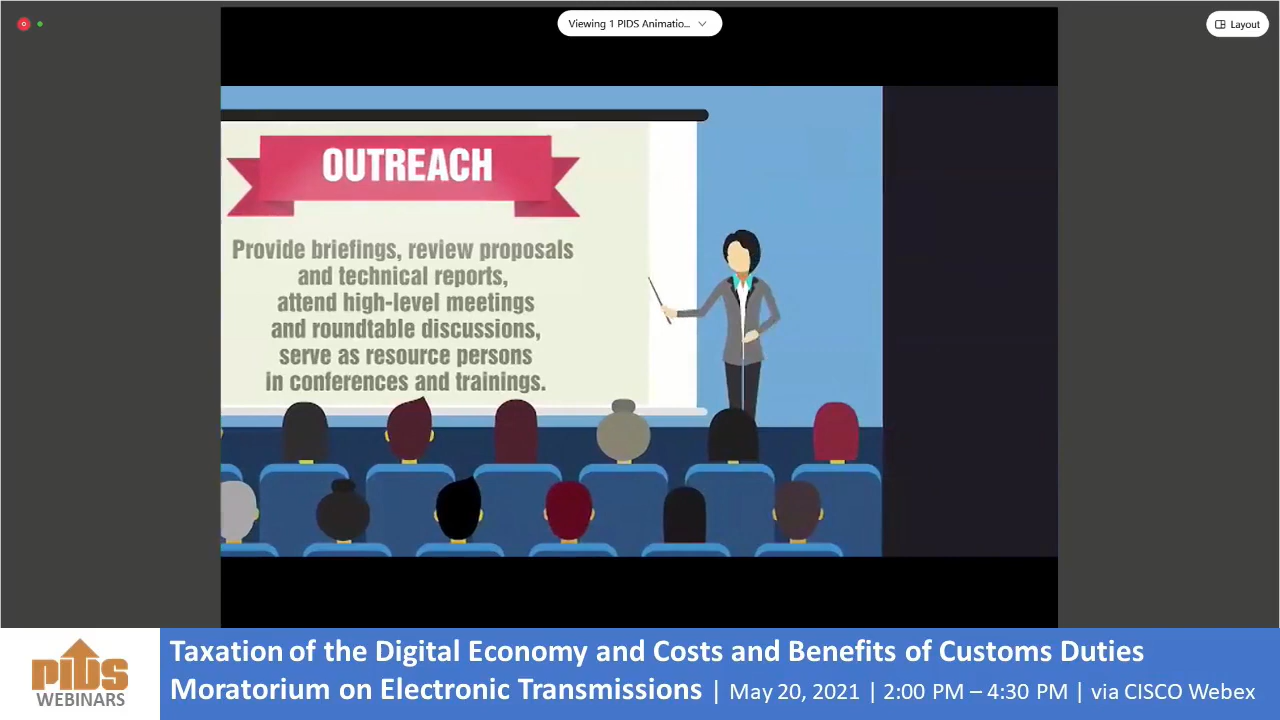 Viewing 1 PIDS Animatio...
Layout
OUTREACH
Provide briefings, review proposals
and technical reports,
attend high-level meetings
and roundtable discussions,
serve as resource persons
in conferences and trainings.
PIDS
WEBINARS
Taxation of the Digital Economy and Costs and Benefits of Customs Duties
Moratorium on Electronic Transmissions | May 20, 2021 | 2:00 PM – 4:30 PM | via CISCO Webex